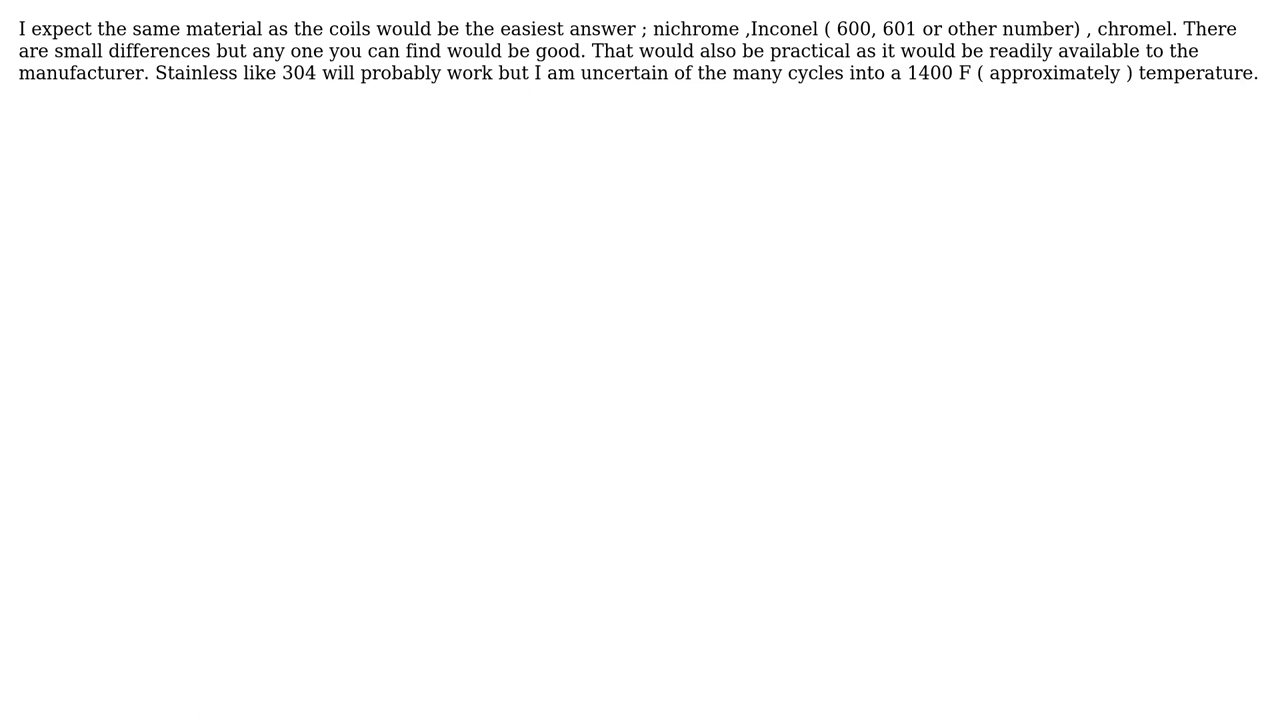 I expect the same material as the coils would be the easiest answer ; nichrome ,Inconel ( 600, 601 or other number) , chromel. There
are small differences but any one you can find would be good. That would also be practical as it would be readily available to the
manufacturer. Stainless like 304 will probably work but I am uncertain of the many cycles into a 1400 F ( approximately ) temperature.